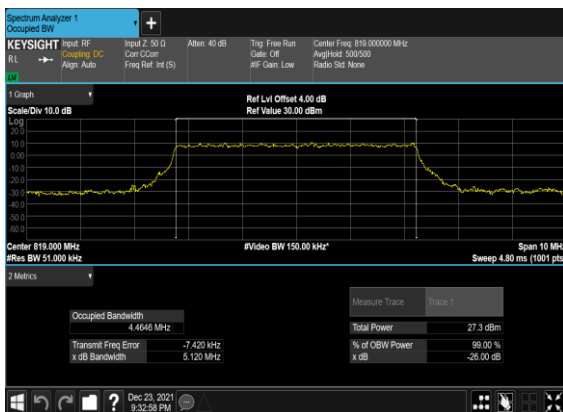 Spectrum Analyzer 1
Occupied BW
KEYSIGHT
RL
Input: RF
Coupling: DC
Align: Auto
Input Z: 50 Ω
Corr CCorr
Freq Ref: Int (S)
Atten: 40 dB
Trig: Free Run
Gate: Off
#IF Gain: Low
Center Freq: 819.000000 MHz
Avg|Hold: 500/500
Radio Std: None
1 Graph
Scale/Div 10.0 dB
Ref Lvl Offset 4.00 dB
Ref Value 30.00 dBm
Log
20.0
10.0
0.00
-10.0
-20.0
-30.0
-40.0
-50.0
-60.0
Center 819.000 MHz
#Res BW 51.000 kHz
#Video BW 150.00 kHz*
Span 10 MHz
Sweep 4.80 ms (1001 pts)
2 Metrics
Measure Trace
Trace 1
Occupied Bandwidth
4.4646 MHz
Total Power
27.3 dBm
Transmit Freq Error
-7.420 kHz
% of OBW Power
99.00 %
x dB Bandwidth
5.120 MHz
x dB
-26.00 dB
?
Dec 23, 2021
9:32:58 PM